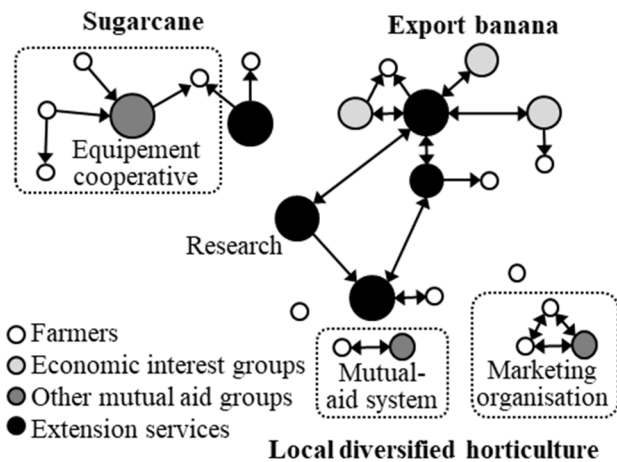 Sugarcane
Export banana
Equipement
cooperative
Research
Farmers
Economic interest groups
Other mutual aid groups
Extension services
Mutual-
aid system
Marketing
organisation
Local diversified horticulture